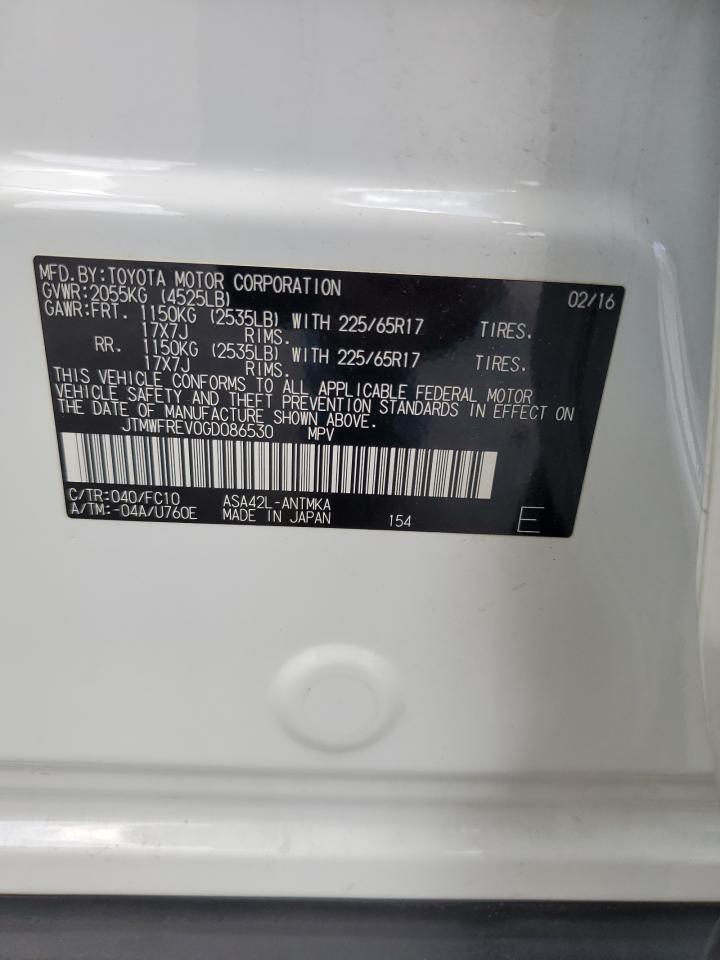 MFD.BY:TOYOTA MOTOR CORPORATION 02/16
GVWR:2055KG (4525LB)
GAWR:FRT. 1150KG (2535LB) WITH 225/65R17 TIRES.
17X7J RIMS.
RR. 1150KG (2535LB) WITH 225/65R17 TIRES.
17X7J RIMS.
THIS VEHICLE CONFORMS TO ALL APPLICABLE FEDERAL MOTOR
VEHICLE SAFETY AND THEFT PREVENTION STANDARDS IN EFFECT ON
THE DATE OF MANUFACTURE SHOWN ABOVE.
JTMWFREV0GD086530 MPV
C/TR:040/FC10 ASA42L-ANTMKA
A/TM:-04A/U760E MADE IN JAPAN 154 E